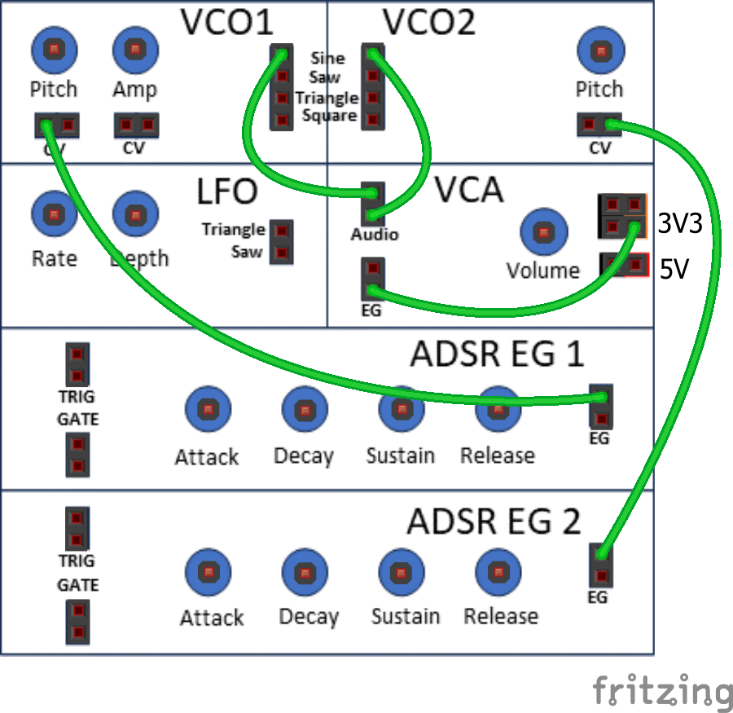 VCO1 VCO2
Sine
Saw
Triangle
Square
Pitch Amp Pitch
CV CV CV
LFO VCA
Triangle
Saw
Rate Depth
Audio
Volume
3V3
5V
EG
ADSR EG 1
TRIG
GATE
Attack Decay Sustain Release
EG
ADSR EG 2
TRIG
GATE
Attack Decay Sustain Release
EG
fritzing